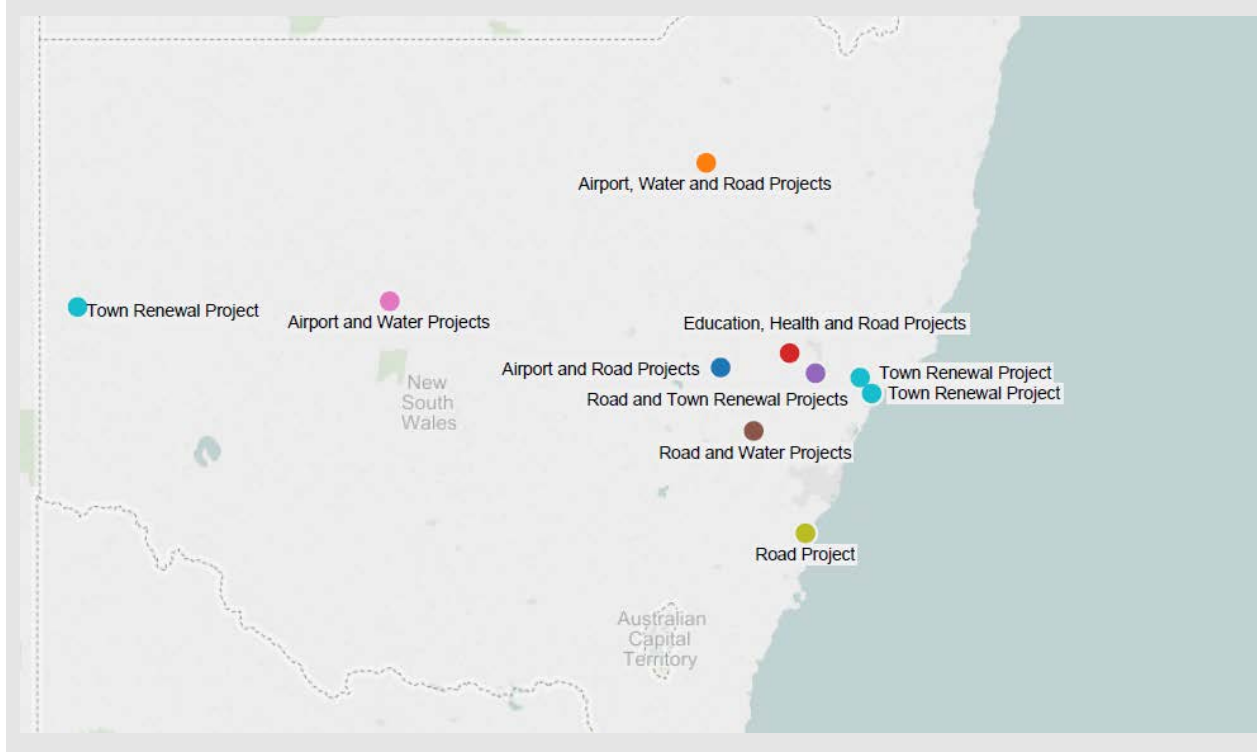 Airport, Water and Road Projects
Town Renewal Project
Airport and Water Projects
Education, Health and Road Projects
Airport and Road Projects
Town Renewal Project
Town Renewal Project
Road and Town Renewal Projects
New
South
Wales
Road and Water Projects
Road Project
Australian
Capital
Territory